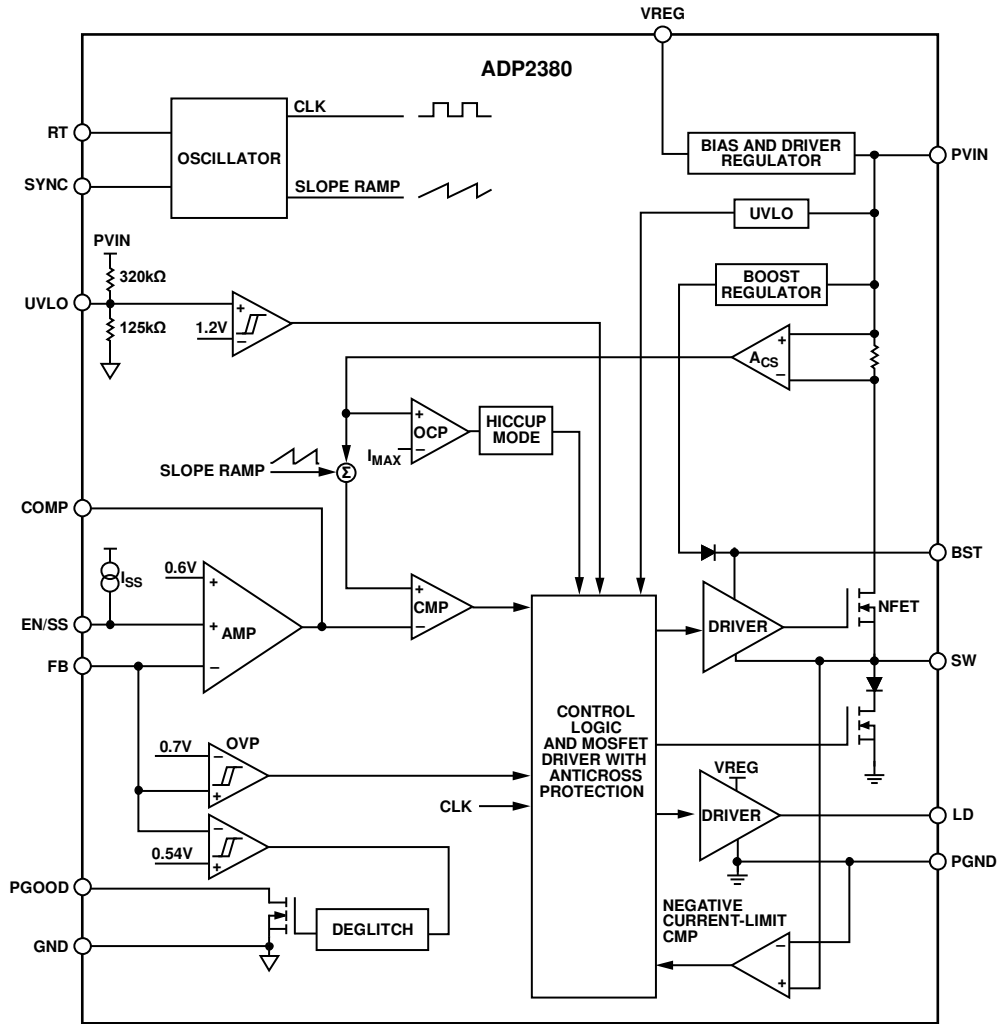 VREG
ADP2380
CLK
RT
OSCILLATOR
BIAS AND DRIVER
REGULATOR
PVIN
SYNC
SLOPE RAMP
UVLO
PVIN
320kΩ
UVLO
125kΩ
1.2V
+
−
BOOST
REGULATOR
+
ACS
−
+
OCP
−
IMAX
HICCUP
MODE
SLOPE RAMP
Σ
COMP
BST
ISS
0.6V
+
+
−
AMP
EN/SS
FB
+
CMP
−
DRIVER
NFET
SW
CONTROL
LOGIC
AND MOSFET
DRIVER WITH
ANTICROSS
PROTECTION
0.7V
OVP
−
+
CLK
VREG
DRIVER
LD
−
0.54V
+
PGND
PGOOD
DEGLITCH
GND
NEGATIVE
CURRENT-LIMIT
CMP
−
+